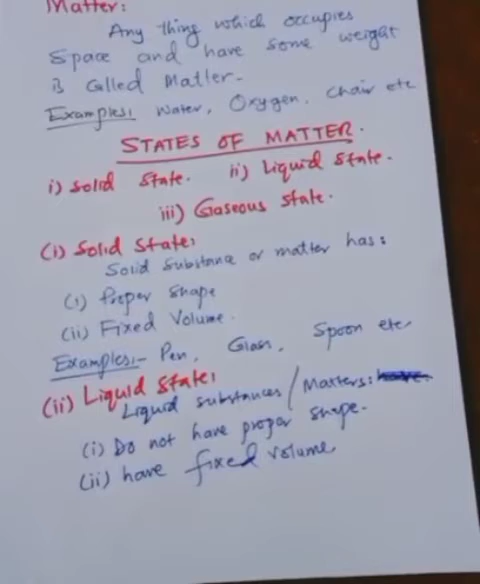 Matter:
Any thing which occupies
Space and have some weight
is Called Matter.
Examples: Water, Oxygen, Chair etc
STATES OF MATTER.
i) Solid State. ii) Liquid State.
iii) Gaseous State.
(i) Solid State:
Solid Substance or matter has:
(i) Proper Shape
(ii) Fixed Volume.
Examples:- Pen, Glass, Spoon etc
(ii) Liquid State:
Liquid substances / Matters:
(i) Do not have proper shape.
(ii) have fixed volume